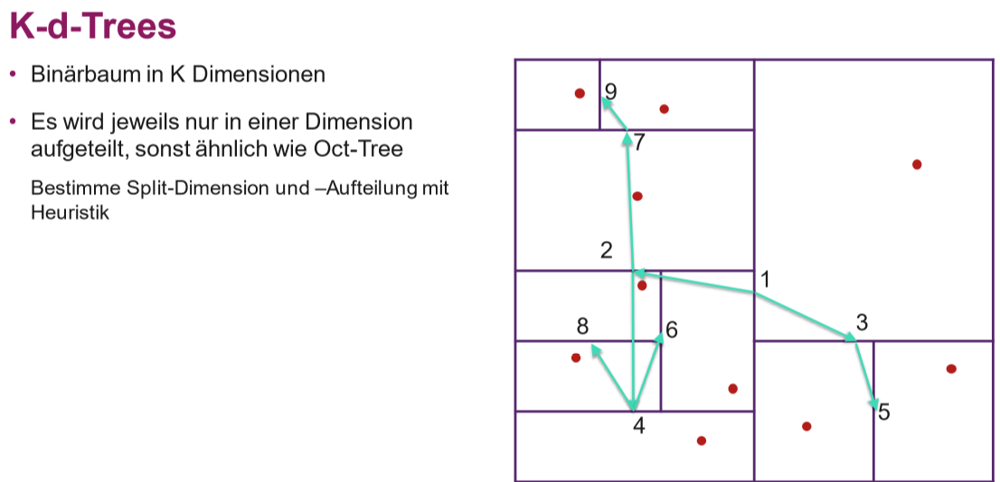 K-d-Trees
• Binärbaum in K Dimensionen
• Es wird jeweils nur in einer Dimension
aufgeteilt, sonst ähnlich wie Oct-Tree
Bestimme Split-Dimension und –Aufteilung mit
Heuristik
9
7
2
1
8
6
3
4
5